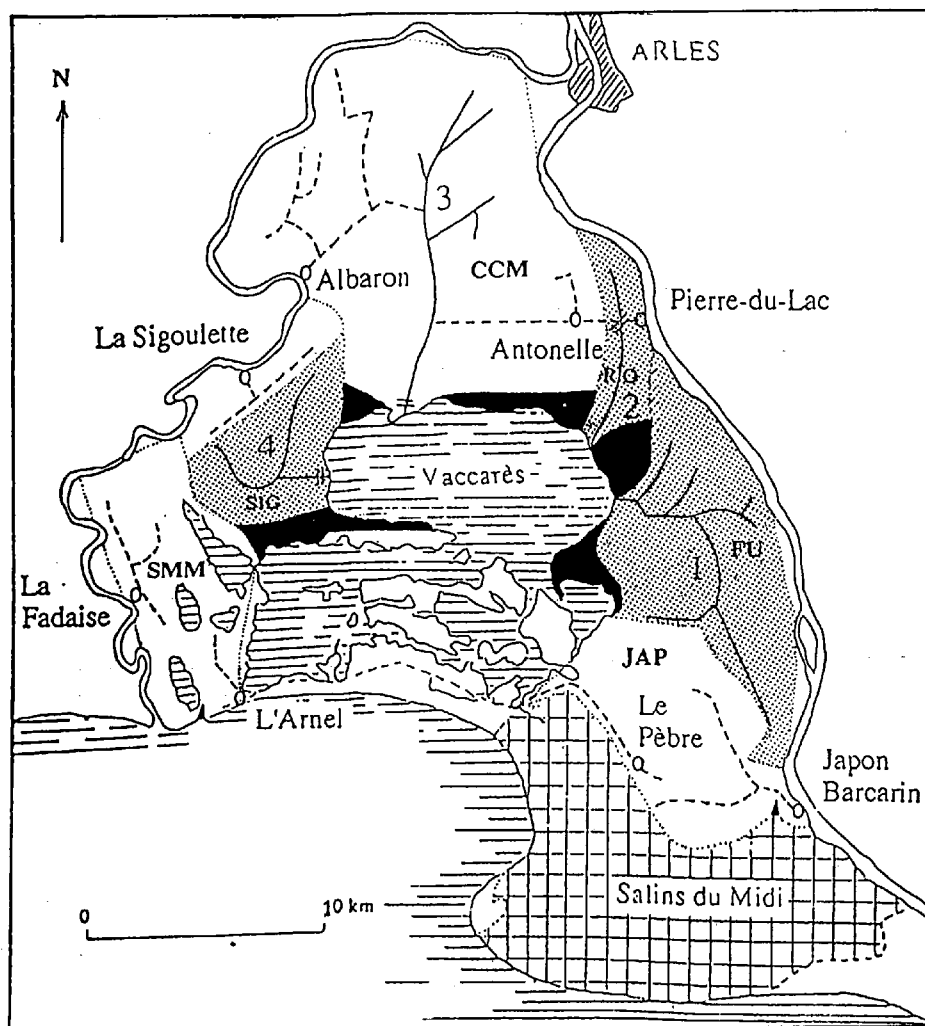 ARLES
N
3
CCM
Albaron
Pierre-du-Lac
La Sigoulette
Antonelle
RO
2
4
Vaccarès
SIG
FU
1
SMM
La
Fadaise
JAP
L'Arnel
Le
Pèbre
Japon
Barcarin
Salins du Midi
0
10 km